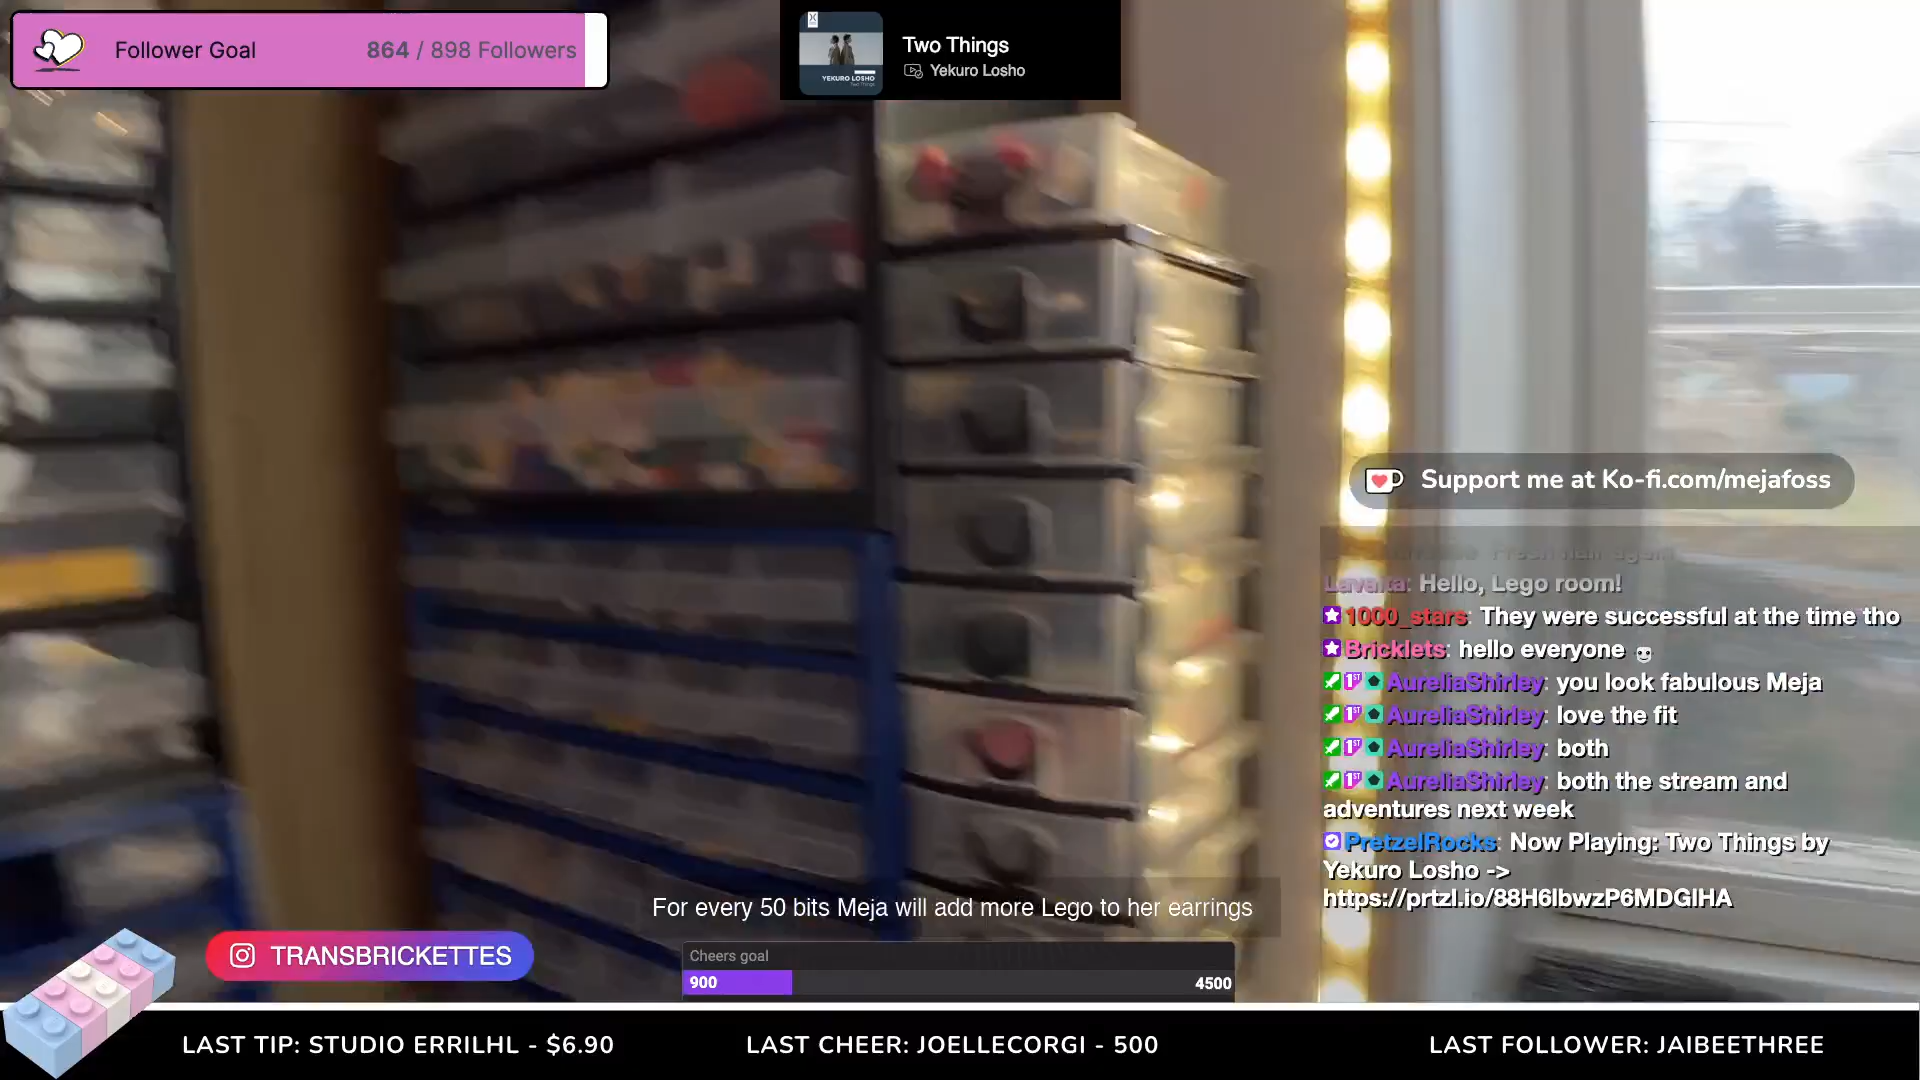 Follower Goal
864 / 898 Followers
YEKURO LOSHO
Two Things
Yekuro Losho
Support me at Ko-fi.com/mejafoss
Lavaita: Hello, Lego room!
1000_stars: They were successful at the time tho
Bricklets: hello everyone
AureliaShirley: you look fabulous Meja
AureliaShirley: love the fit
AureliaShirley: both
AureliaShirley: both the stream and
adventures next week
PretzelRocks: Now Playing: Two Things by
Yekuro Losho ->
https://prtzl.io/88H6lbwzP6MDGlHA
For every 50 bits Meja will add more Lego to her earrings
Cheers goal
900
4500
TRANSBRICKETTES
LAST TIP: STUDIO ERRILHL - $6.90
LAST CHEER: JOELLECORGI - 500
LAST FOLLOWER: JAIBEETHREE